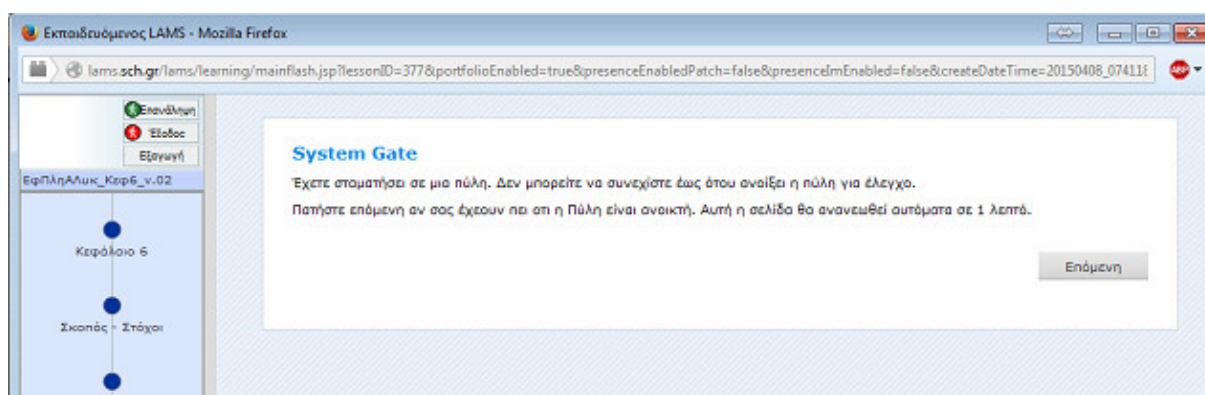 Εκπαιδευόμενος LAMS - Mozilla Firefox
lams.sch.gr/lams/learning/mainflash.jsp?lessonID=377&portfolioEnabled=true&presenceEnabledPatch=false&presenceImEnabled=false&createDateTime=20150408_07411
ABP
Επανάληψη
Έξοδος
Εξαγωγή
ΕφΠληΑΛυκ_Κεφ6_v.02
Κεφάλαιο 6
Σκοπός - Στόχοι
System Gate
Έχετε σταματήσει σε μια πύλη. Δεν μπορείτε να συνεχίστε έως ότου ανοίξει η πύλη για έλεγχο.
Πατήστε επόμενη αν σας έχεουν πει οτι η Πύλη είναι ανοικτή. Αυτή η σελίδα θα ανανεωθεί αυτόματα σε 1 λεπτό.
Επόμενη